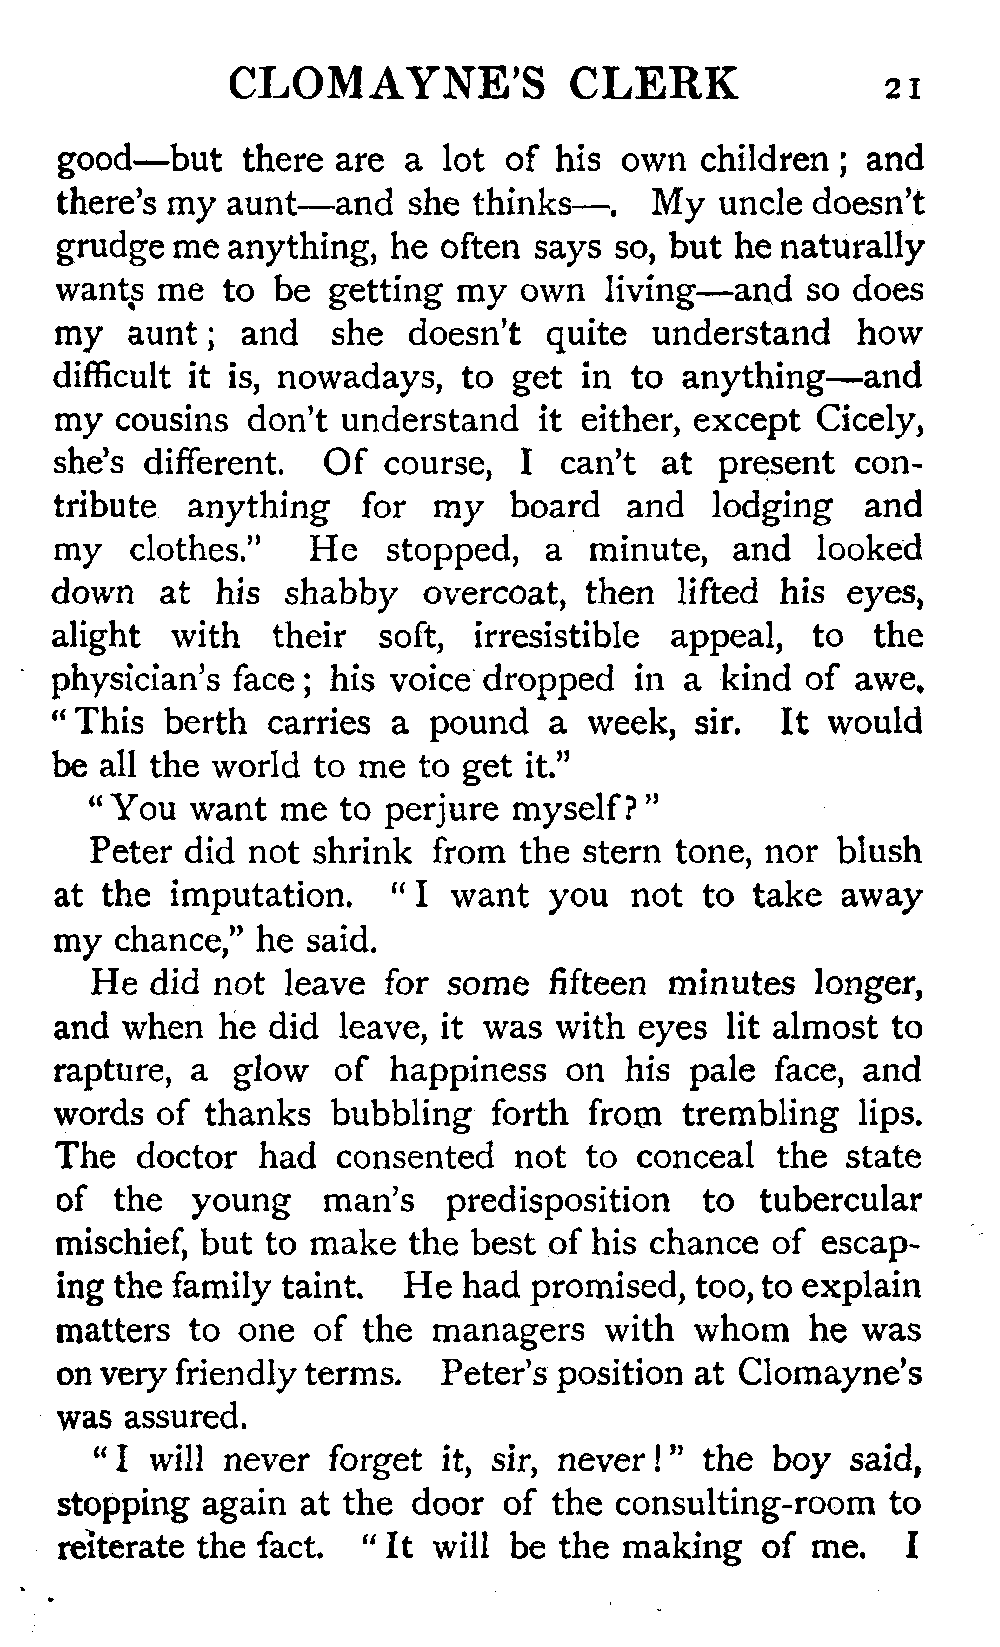 CLOMAYNE'S CLERK 21
good—but there are a lot of his own children; and
there's my aunt—and she thinks—. My uncle doesn't
grudge me anything, he often says so, but he naturally
wants me to be getting my own living—and so does
my aunt; and she doesn't quite understand how
difficult it is, nowadays, to get in to anything—and
my cousins don't understand it either, except Cicely,
she's different. Of course, I can't at present con-
tribute anything for my board and lodging and
my clothes." He stopped, a minute, and looked
down at his shabby overcoat, then lifted his eyes,
alight with their soft, irresistible appeal, to the
physician's face; his voice dropped in a kind of awe.
"This berth carries a pound a week, sir. It would
be all the world to me to get it."
"You want me to perjure myself?"
Peter did not shrink from the stern tone, nor blush
at the imputation. "I want you not to take away
my chance," he said.
He did not leave for some fifteen minutes longer,
and when he did leave, it was with eyes lit almost to
rapture, a glow of happiness on his pale face, and
words of thanks bubbling forth from trembling lips.
The doctor had consented not to conceal the state
of the young man's predisposition to tubercular
mischief, but to make the best of his chance of escap-
ing the family taint. He had promised, too, to explain
matters to one of the managers with whom he was
on very friendly terms. Peter's position at Clomayne's
was assured.
"I will never forget it, sir, never!" the boy said,
stopping again at the door of the consulting-room to
reiterate the fact. "It will be the making of me. I